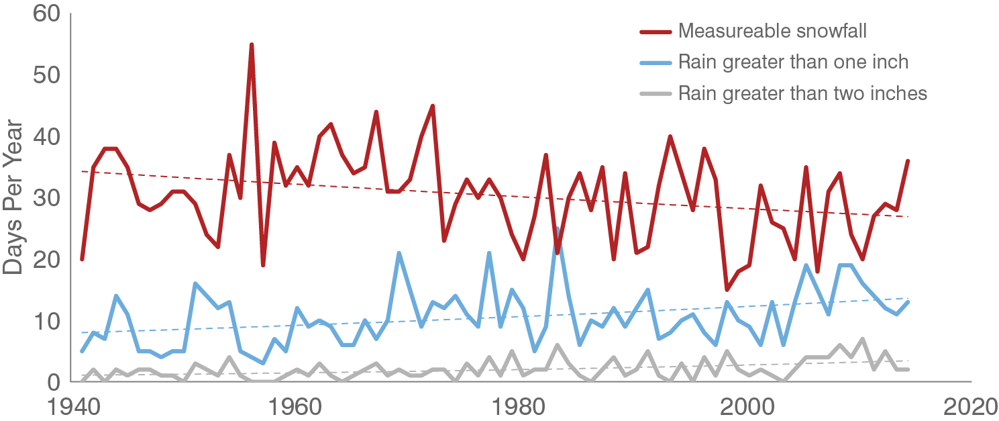 60
50
40
30
20
10
0
Days Per Year
Measureable snowfall
Rain greater than one inch
Rain greater than two inches
1940 1960 1980 2000 2020